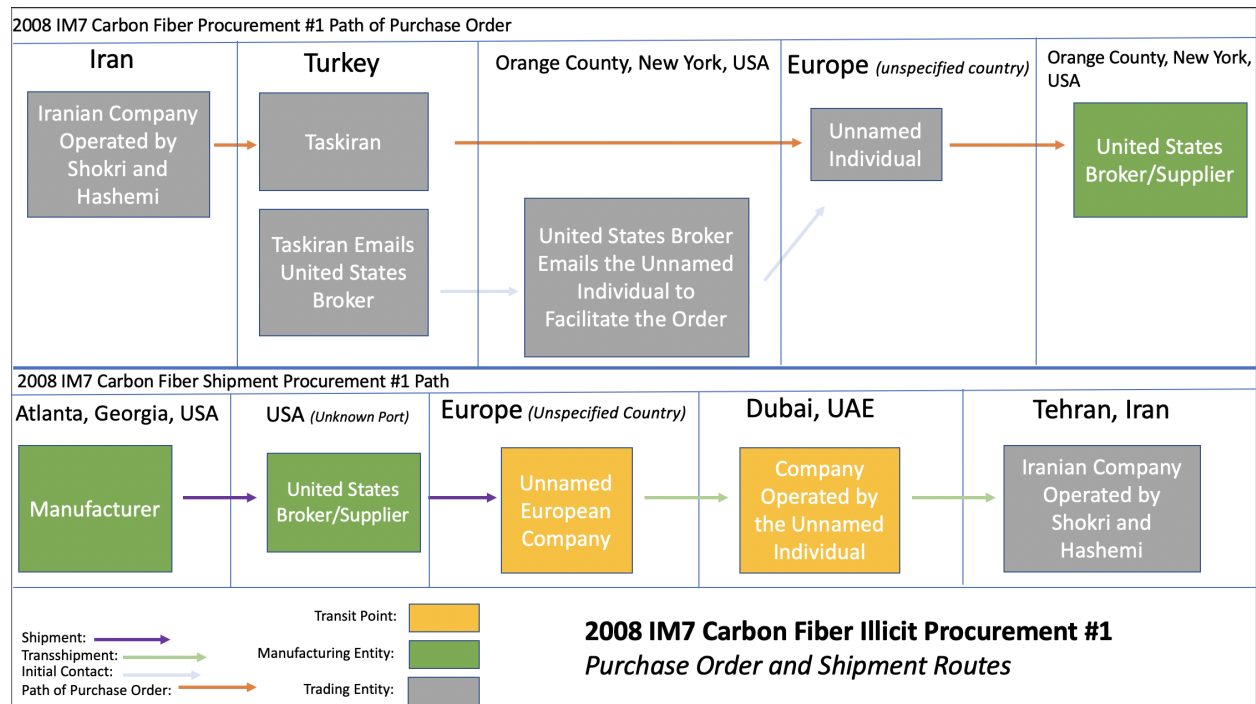 2008 IM7 Carbon Fiber Procurement #1 Path of Purchase Order
Iran
Turkey
Orange County, New York, USA
Europe (unspecified country)
Orange County, New York,
USA
Iranian Company
Operated by
Shokri and
Hashemi
Taskiran
Unnamed
Individual
United States
Broker/Supplier
Taskiran Emails
United States
Broker
United States Broker
Emails the Unnamed
Individual to
Facilitate the Order
2008 IM7 Carbon Fiber Shipment Procurement #1 Path
Atlanta, Georgia, USA
USA (Unknown Port)
Europe (Unspecified Country)
Dubai, UAE
Tehran, Iran
Manufacturer
United States
Broker/Supplier
Unnamed
European
Company
Company
Operated by
the Unnamed
Individual
Iranian Company
Operated by
Shokri and
Hashemi
Shipment:
Transshipment:
Initial Contact:
Path of Purchase Order:
Transit Point:
Manufacturing Entity:
Trading Entity:
2008 IM7 Carbon Fiber Illicit Procurement #1
Purchase Order and Shipment Routes